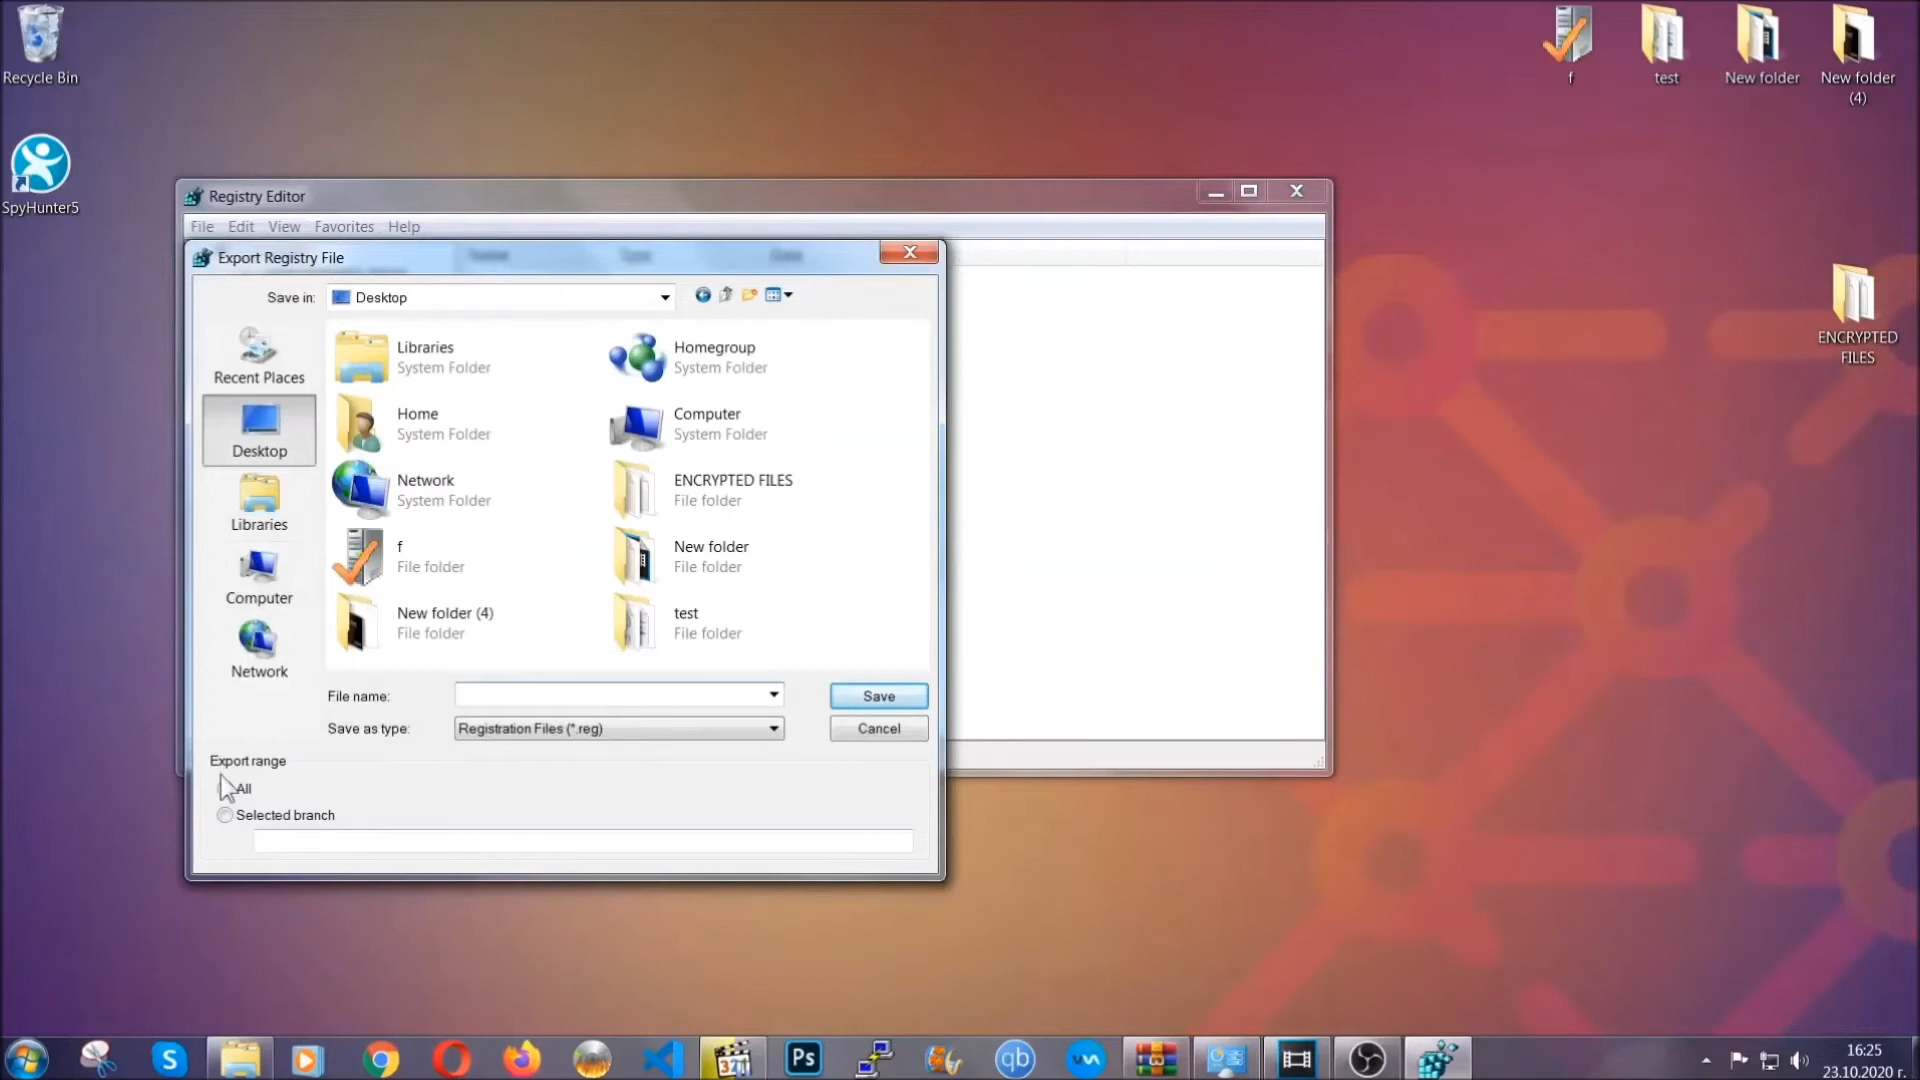 Recycle Bin
SpyHunter5
f
test
New folder
New folder
(4)
ENCRYPTED
FILES
Registry Editor
File Edit View Favorites Help
Export Registry File
Save in:
Desktop
Recent Places
Desktop
Libraries
Computer
Network
Libraries
System Folder
Homegroup
System Folder
Home
System Folder
Computer
System Folder
Network
System Folder
ENCRYPTED FILES
File folder
f
File folder
New folder
File folder
New folder (4)
File folder
test
File folder
File name:
Save
Save as type:
Registration Files (*.reg)
Cancel
Export range
All
Selected branch
S
Ps
qb
321
16:25
23.10.2020 г.